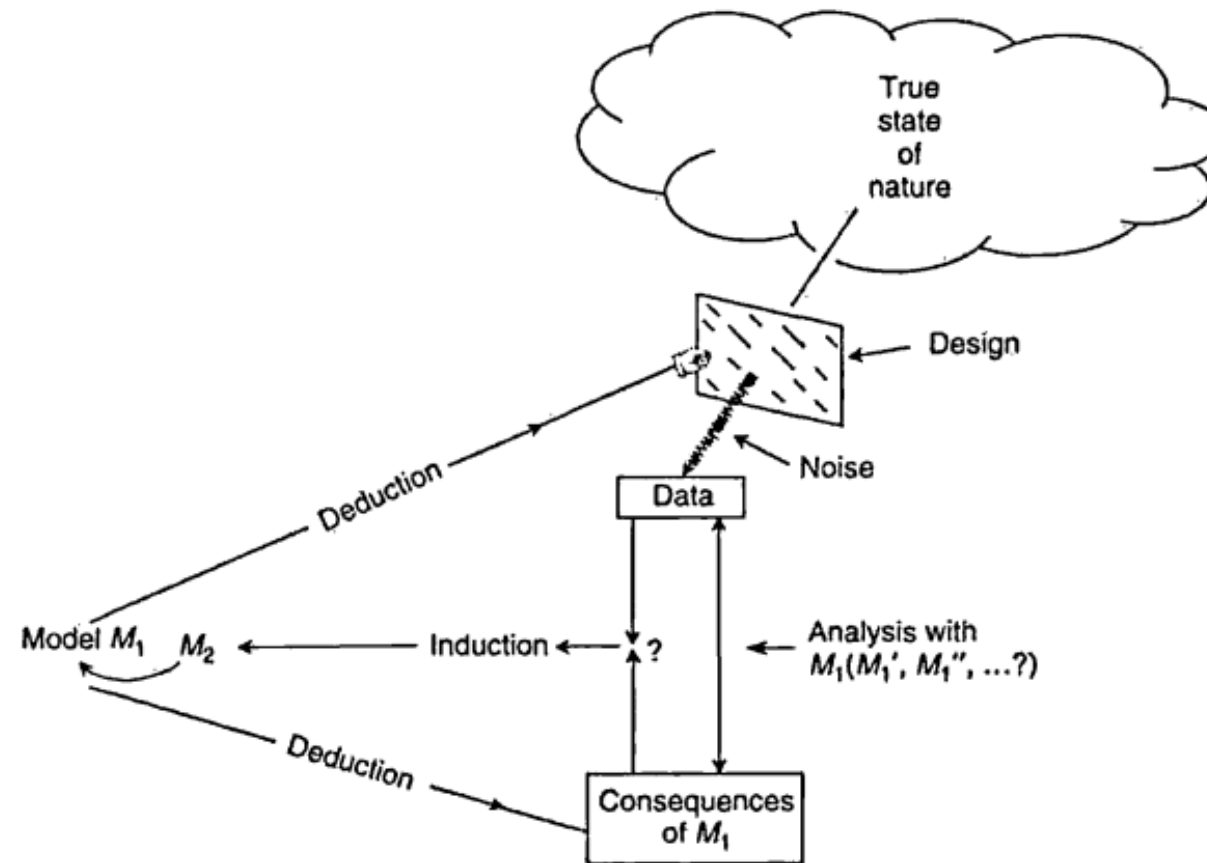 True
state
of
nature
Design
Noise
Data
Deduction
Model M₁ M₂
Induction
?
Analysis with
M₁(M₁′, M₁″, ...?)
Deduction
Consequences
of M₁